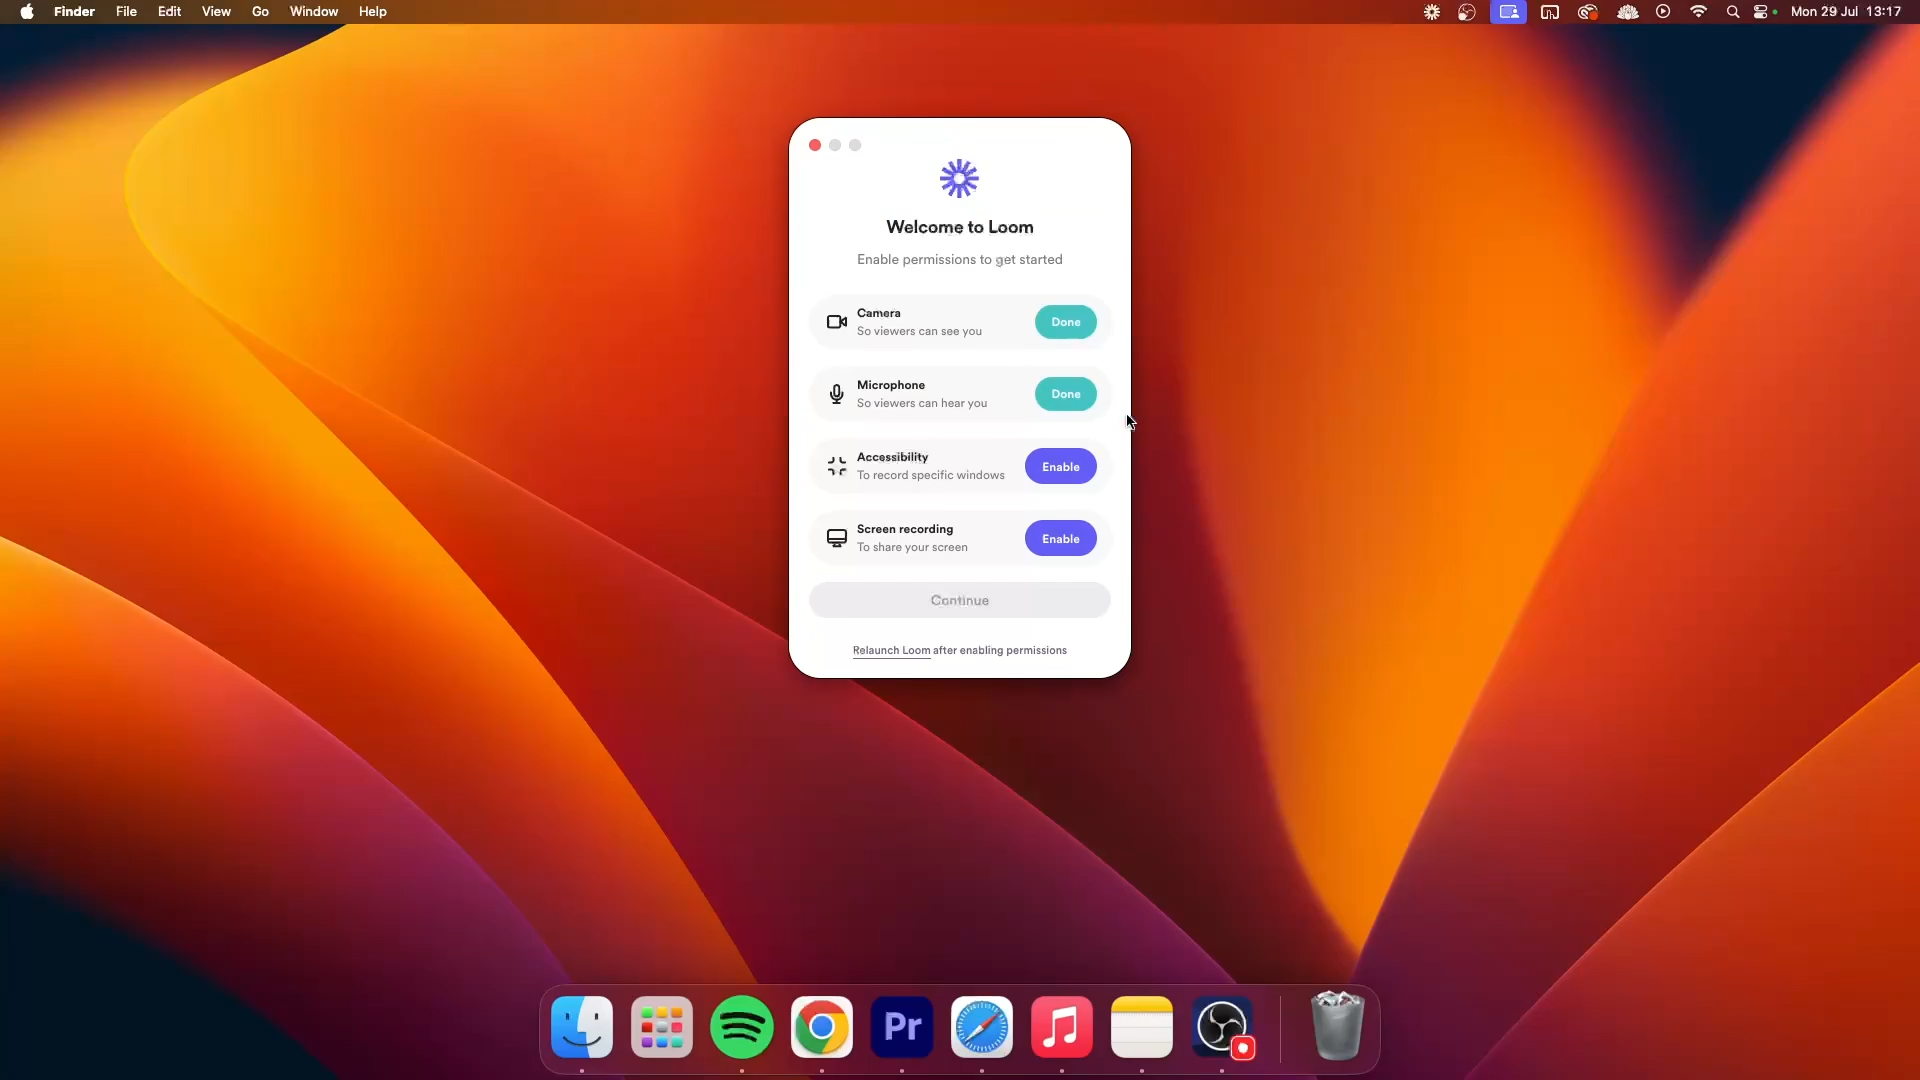 Finder File Edit View Go Window Help Mon 29 Jul 13:17
Welcome to Loom
Enable permissions to get started
Camera
So viewers can see you
Done
Microphone
So viewers can hear you
Done
Accessibility
To record specific windows
Enable
Screen recording
To share your screen
Enable
Continue
Relaunch Loom after enabling permissions
Pr